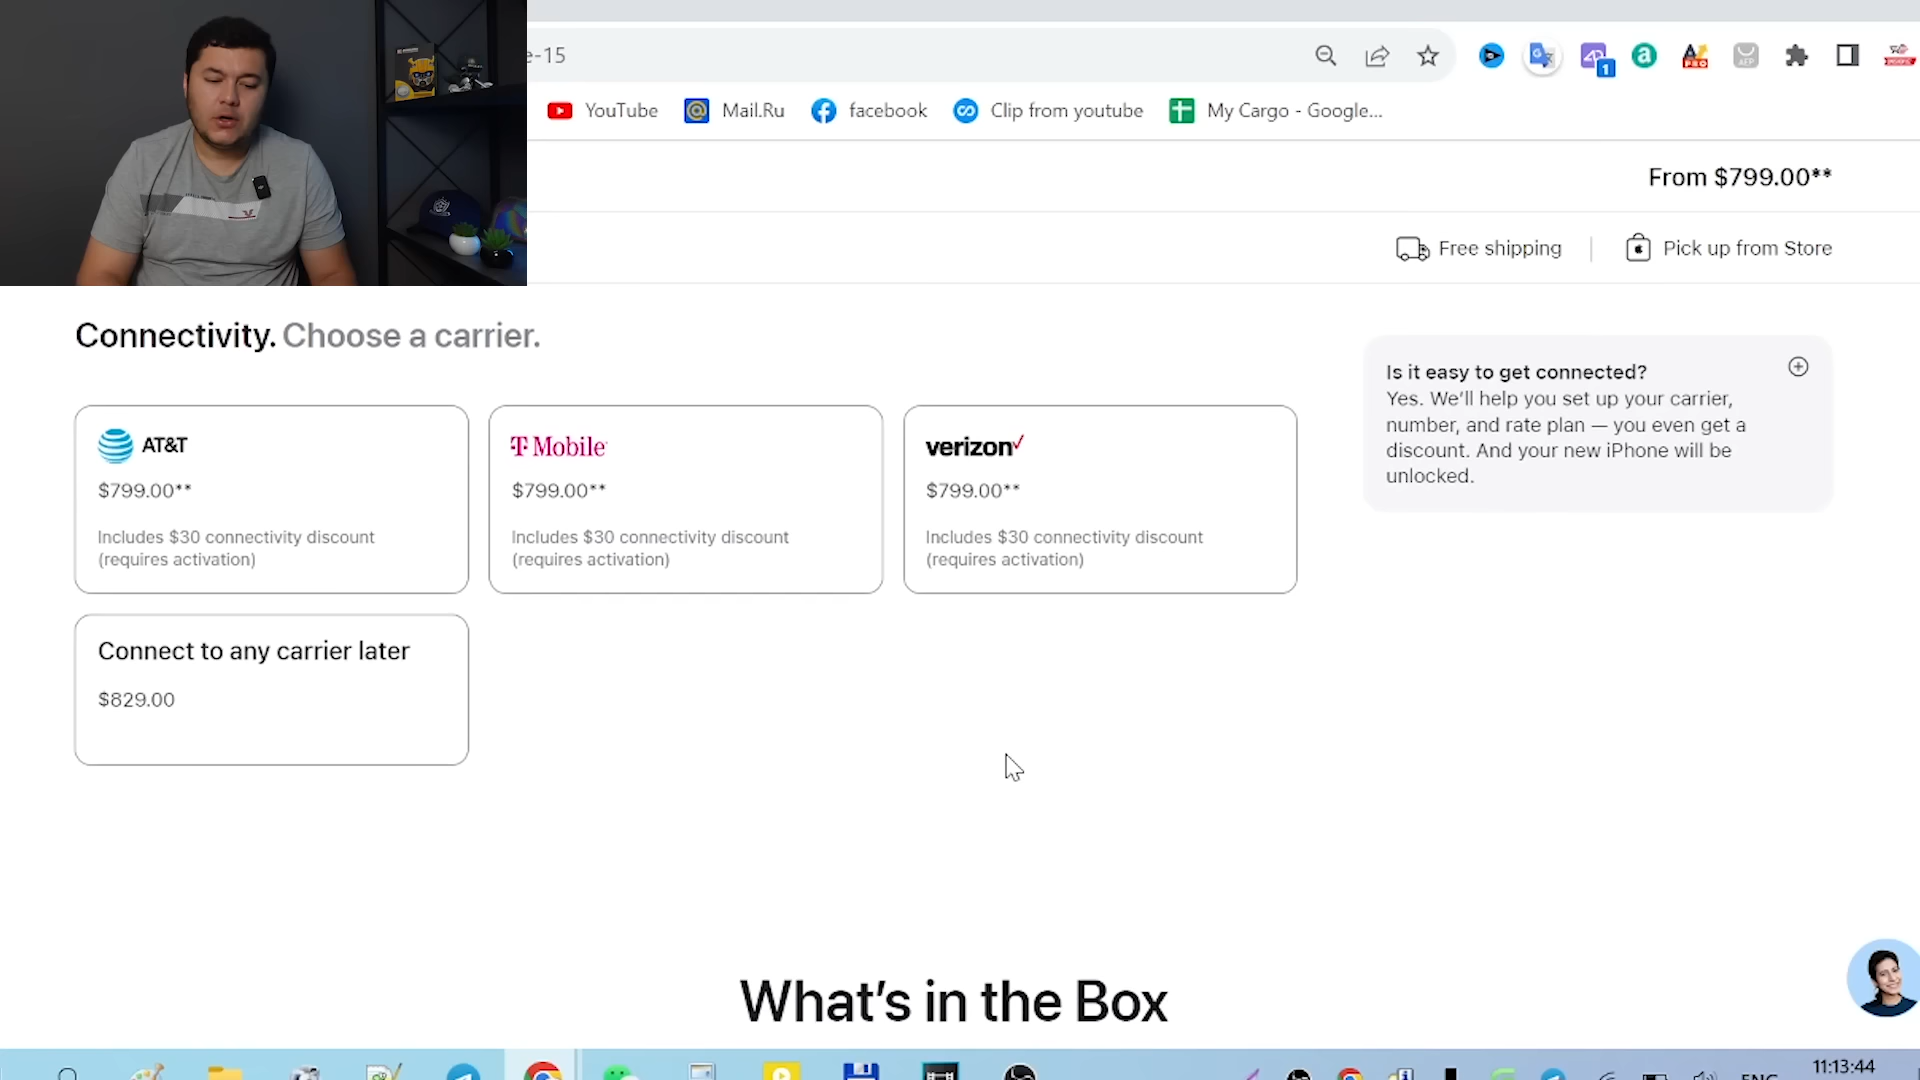 e-15
YouTube
Mail.Ru
facebook
Clip from youtube
My Cargo - Google...
1
PRO
AEP
From $799.00**
Free shipping
Pick up from Store
Connectivity. Choose a carrier.
AT&T
$799.00**
Includes $30 connectivity discount
(requires activation)
T Mobile
$799.00**
Includes $30 connectivity discount
(requires activation)
verizon
$799.00**
Includes $30 connectivity discount
(requires activation)
Is it easy to get connected?
Yes. We’ll help you set up your carrier,
number, and rate plan — you even get a
discount. And your new iPhone will be
unlocked.
Connect to any carrier later
$829.00
What’s in the Box
ENG
11:13:44